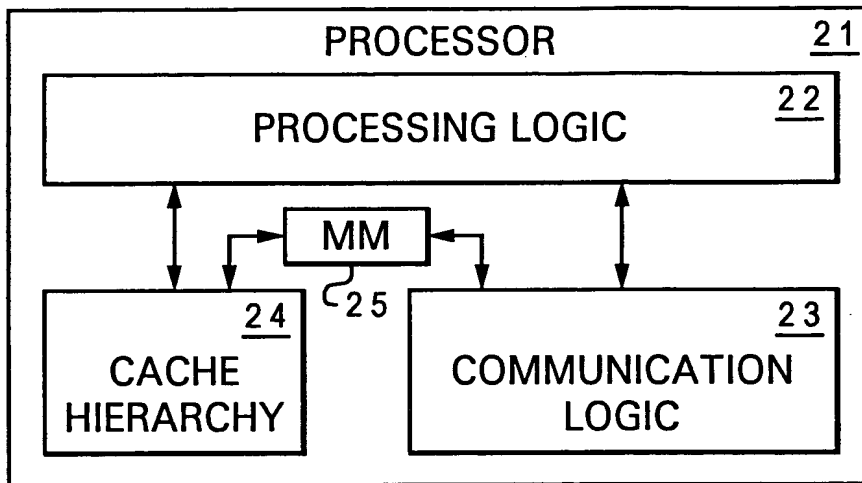 PROCESSOR 21
22
PROCESSING LOGIC
MM
25
24
CACHE
HIERARCHY
23
COMMUNICATION
LOGIC